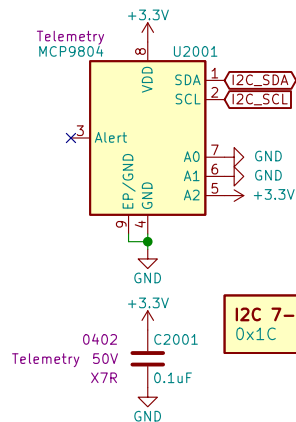 +3.3V
Telemetry
MCP9804
U2001
8
VDD
SDA
1
I2C_SDA
SCL
2
I2C_SCL
3
Alert
A0
7
GND
A1
6
GND
A2
5
+3.3V
EP/GND
GND
9
4
GND
+3.3V
0402
C2001
Telemetry
50V
X7R
0.1uF
GND
I2C 7-
0x1C